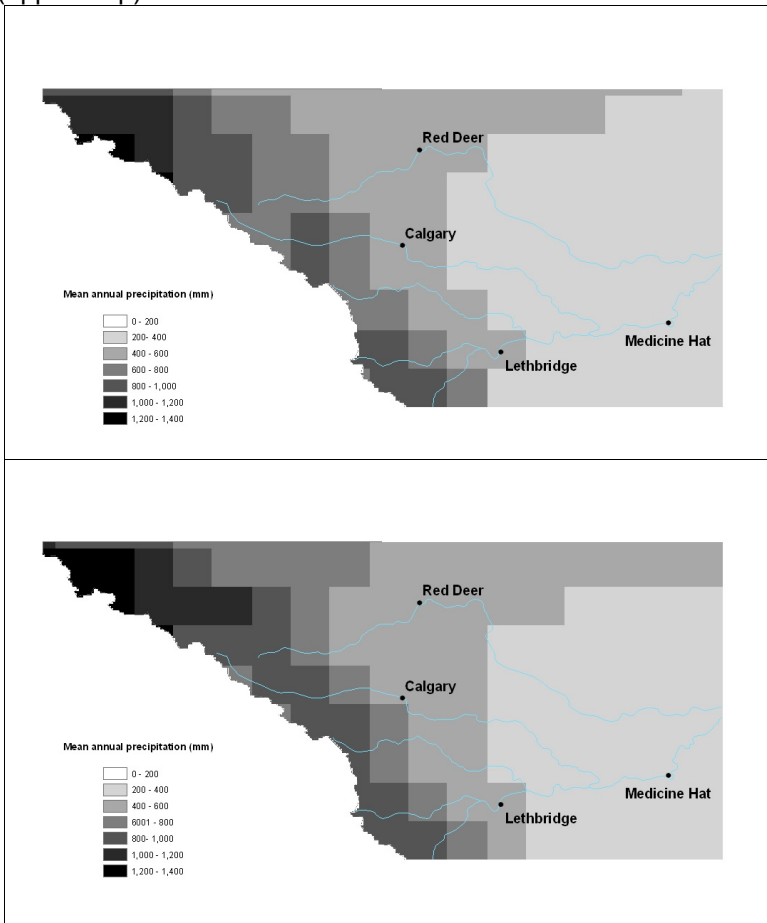 Red Deer
Calgary
Mean annual precipitation (mm)
0 - 200
200- 400
400 - 600
600 - 800
800 - 1,000
1,000 - 1,200
1,200 - 1,400
Medicine Hat
Lethbridge
Red Deer
Calgary
Mean annual precipitation (mm)
0 - 200
200 - 400
400 - 600
6001 - 800
800- 1,000
1,000 - 1,200
1,200 - 1,400
Medicine Hat
Lethbridge